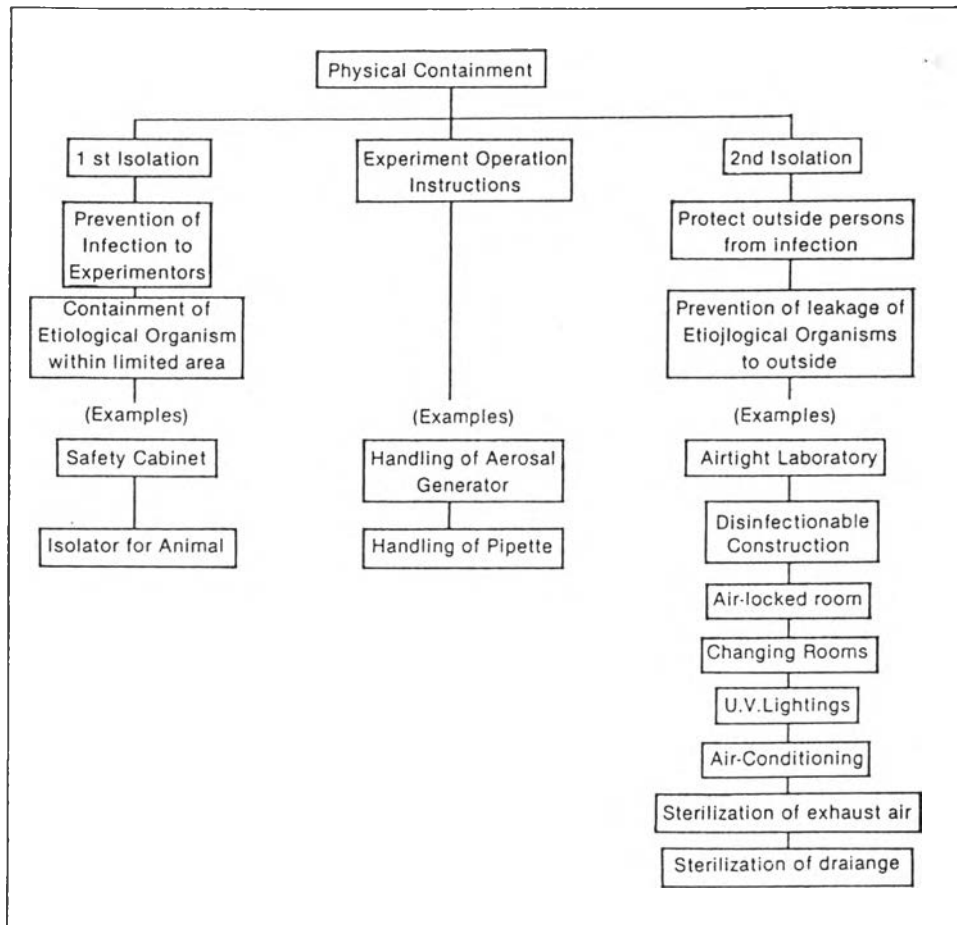 Physical Containment
1 st Isolation
Prevention of
Infection to
Experimentors
Containment of
Etiological Organism
within limited area
(Examples)
Safety Cabinet
Isolator for Animal
Experiment Operation
Instructions
(Examples)
Handling of Aerosal
Generator
Handling of Pipette
2nd Isolation
Protect outside persons
from infection
Prevention of leakage of
Etiojlogical Organisms
to outside
(Examples)
Airtight Laboratory
Disinfectionable
Construction
Air-locked room
Changing Rooms
U.V.Lightings
Air-Conditioning
Sterilization of exhaust air
Sterilization of draiange